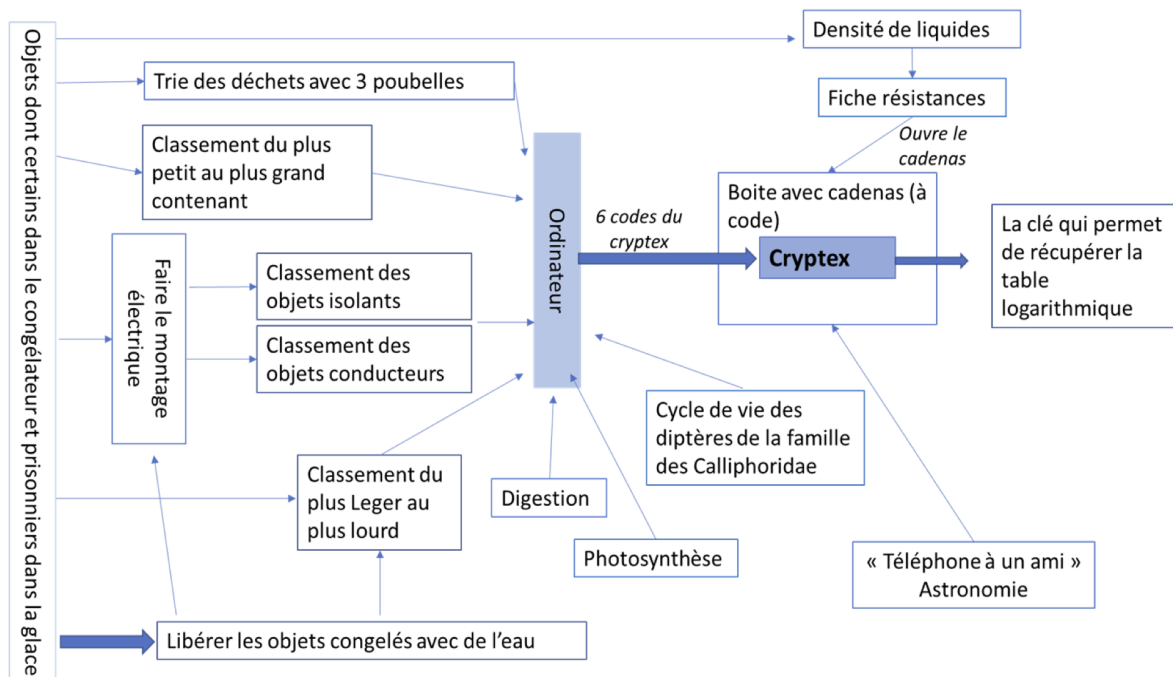 Objets dont certains dans le congélateur et prisonniers dans la glace
Densité de liquides
Trie des déchets avec 3 poubelles
Fiche résistances
Ouvre le
cadenas
Classement du plus
petit au plus grand
contenant
Ordinateur
6 codes du
cryptex
Boite avec cadenas (à
code)
Cryptex
La clé qui permet
de récupérer la
table
logarithmique
Faire le montage
électrique
Classement des
objets isolants
Classement des
objets conducteurs
Cycle de vie des
diptères de la famille
des Calliphoridae
Classement du
plus Leger au
plus lourd
Digestion
Photosynthèse
« Téléphone à un ami »
Astronomie
Libérer les objets congelés avec de l’eau